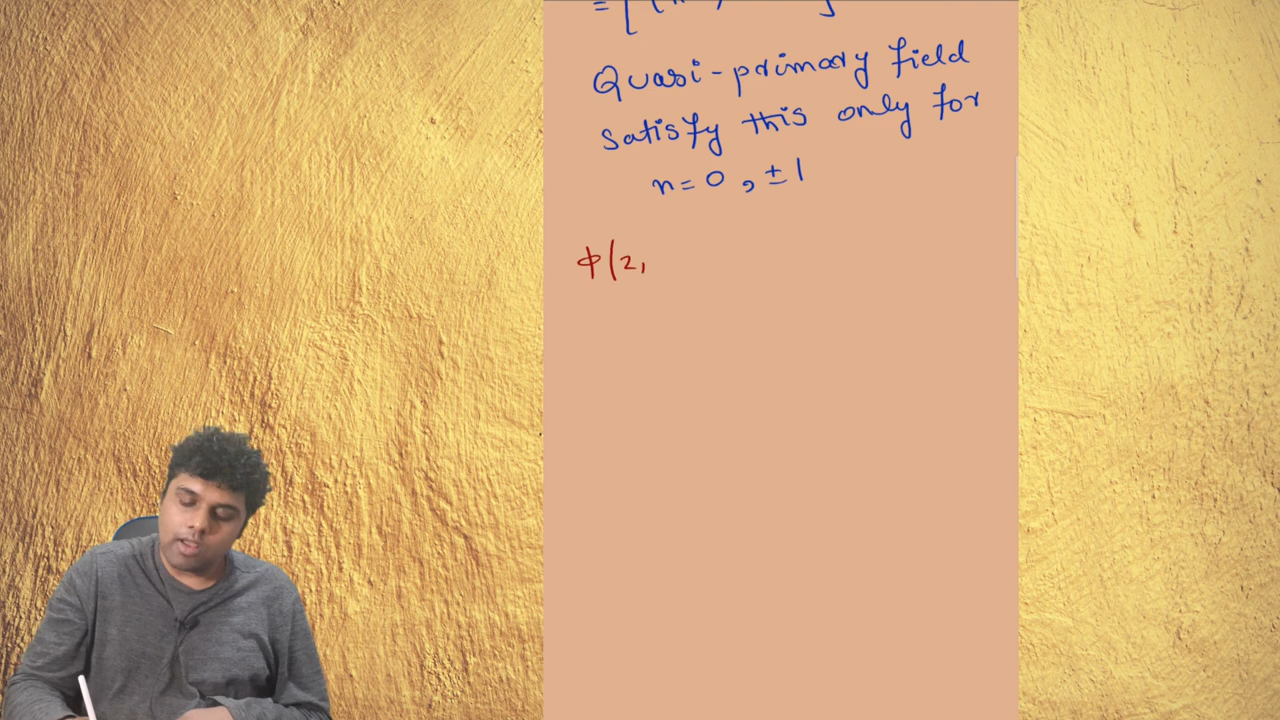 Quasi-primary field
satisfy this only for
n=0, ±1
ϕ(z,